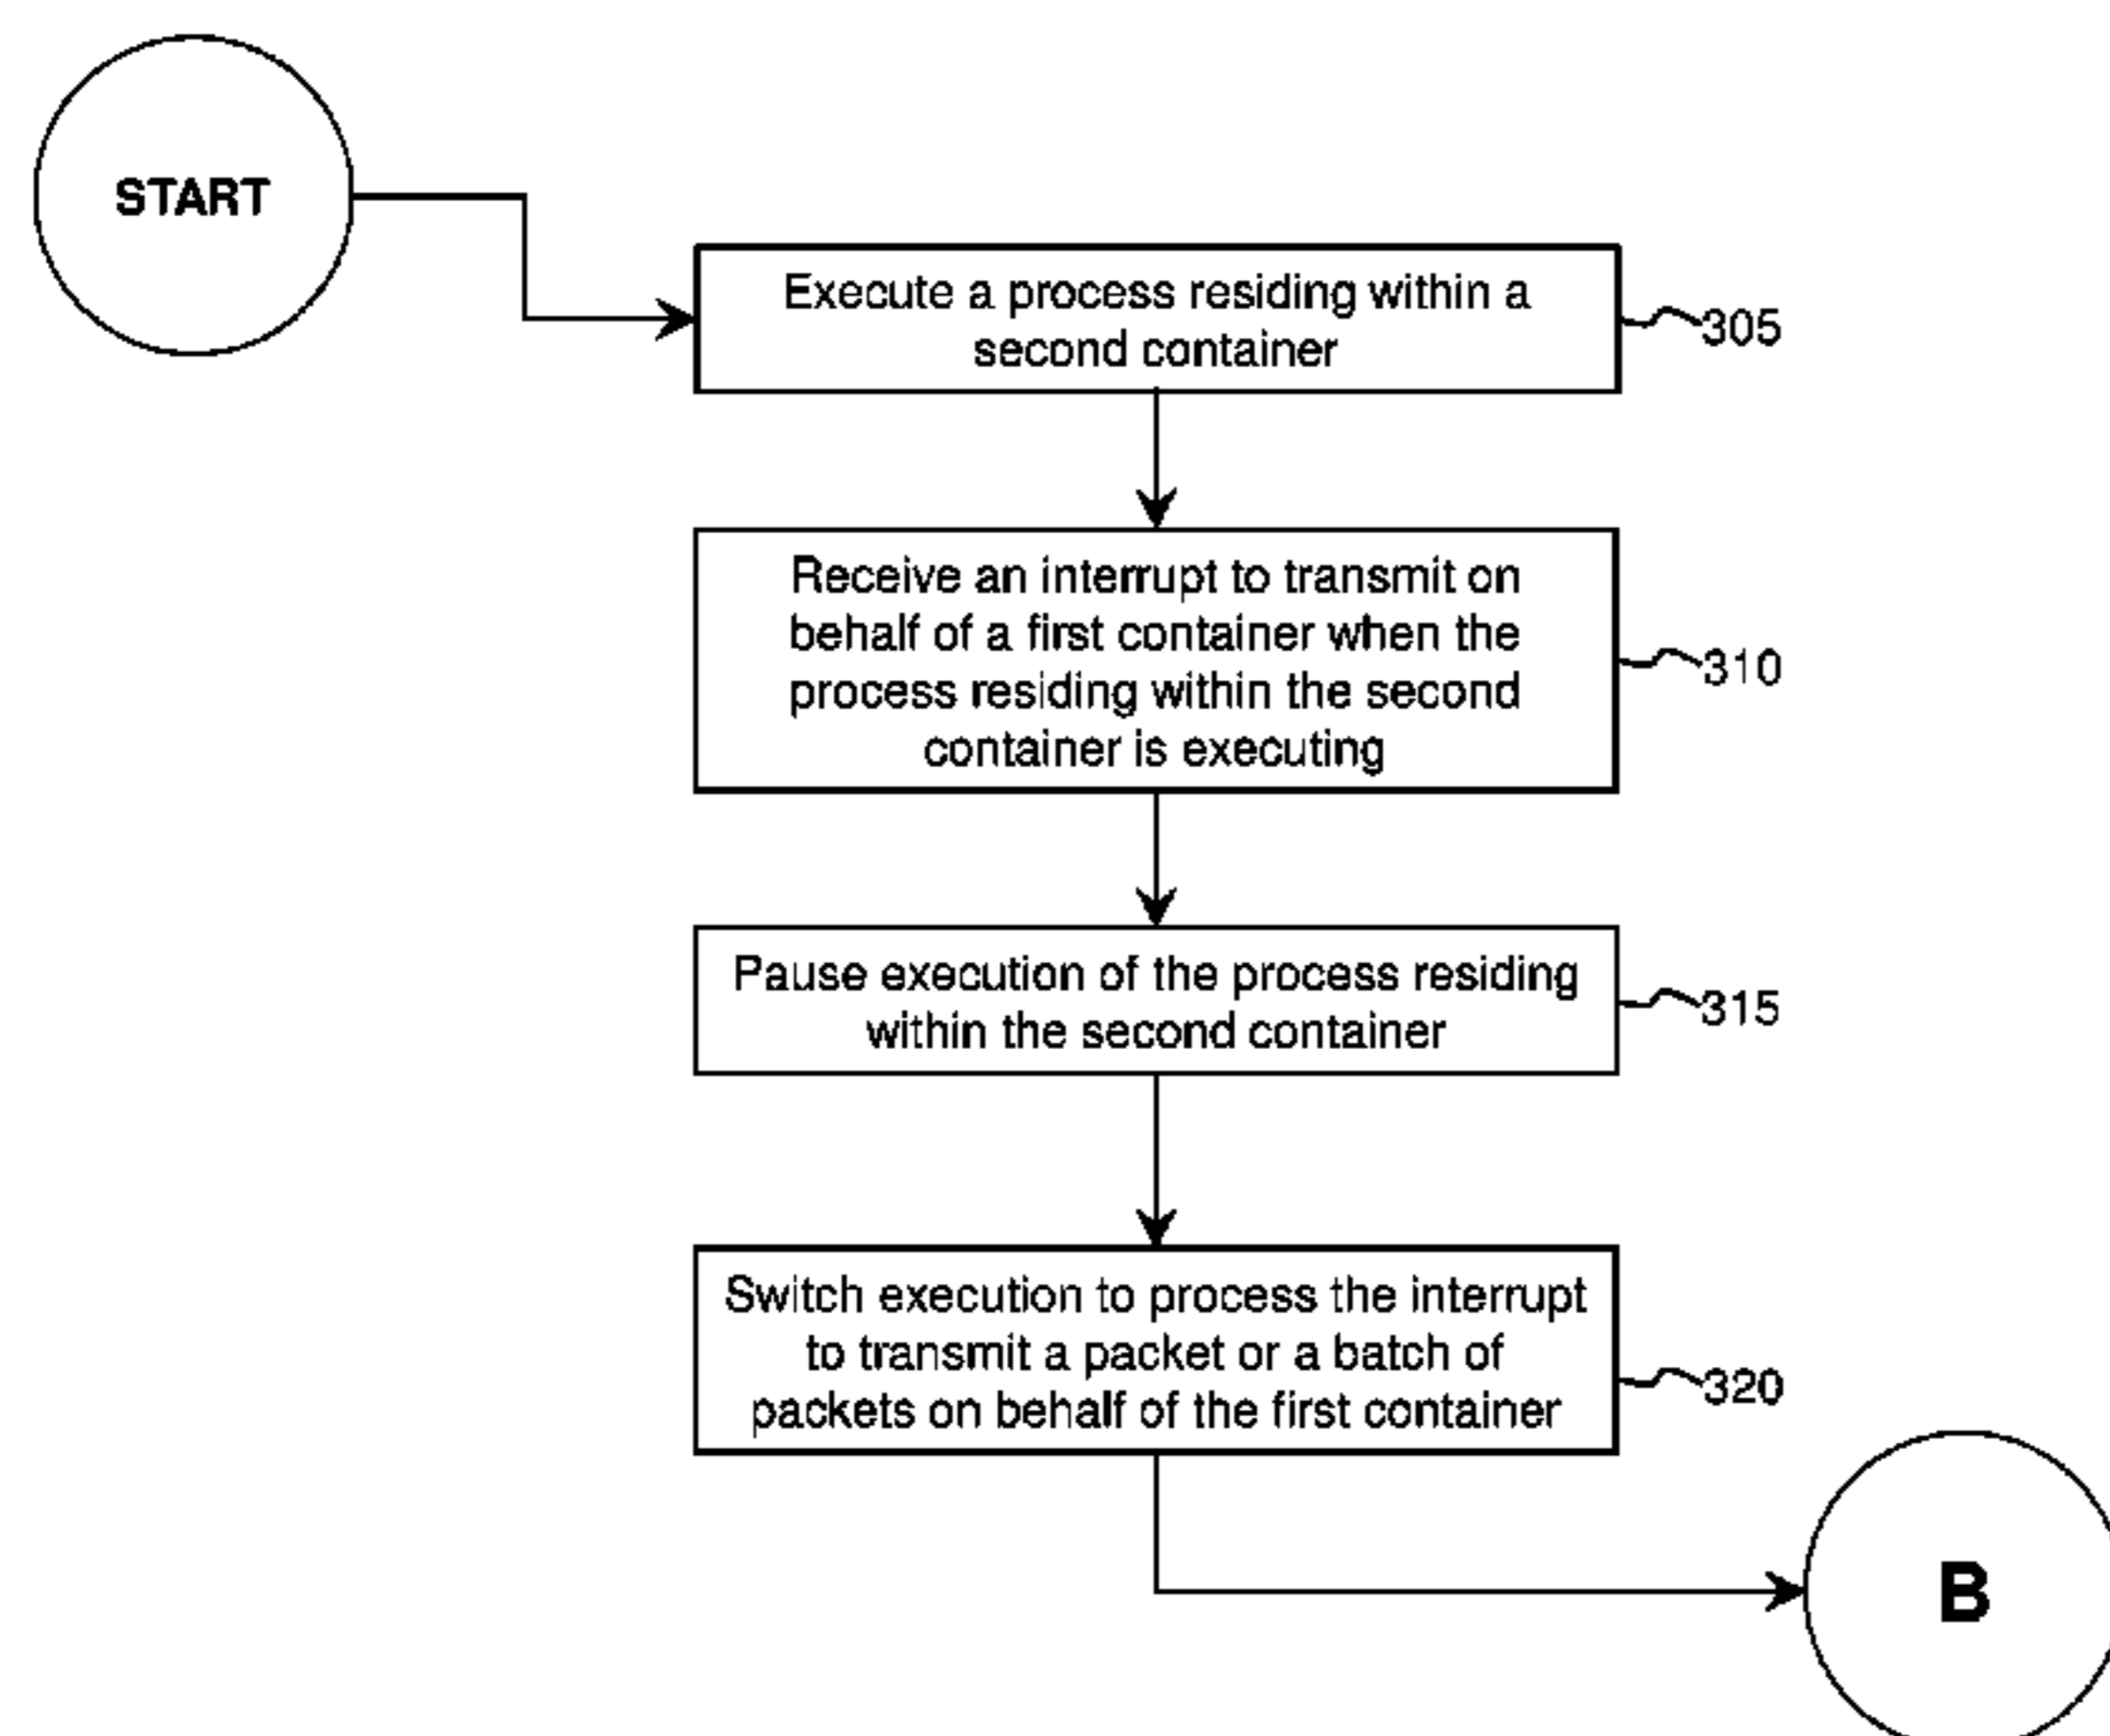 START
Execute a process residing within a
second container
305
Receive an interrupt to transmit on
behalf of a first container when the
process residing within the second
container is executing
310
Pause execution of the process residing
within the second container
315
Switch execution to process the interrupt
to transmit a packet or a batch of
packets on behalf of the first container
320
B